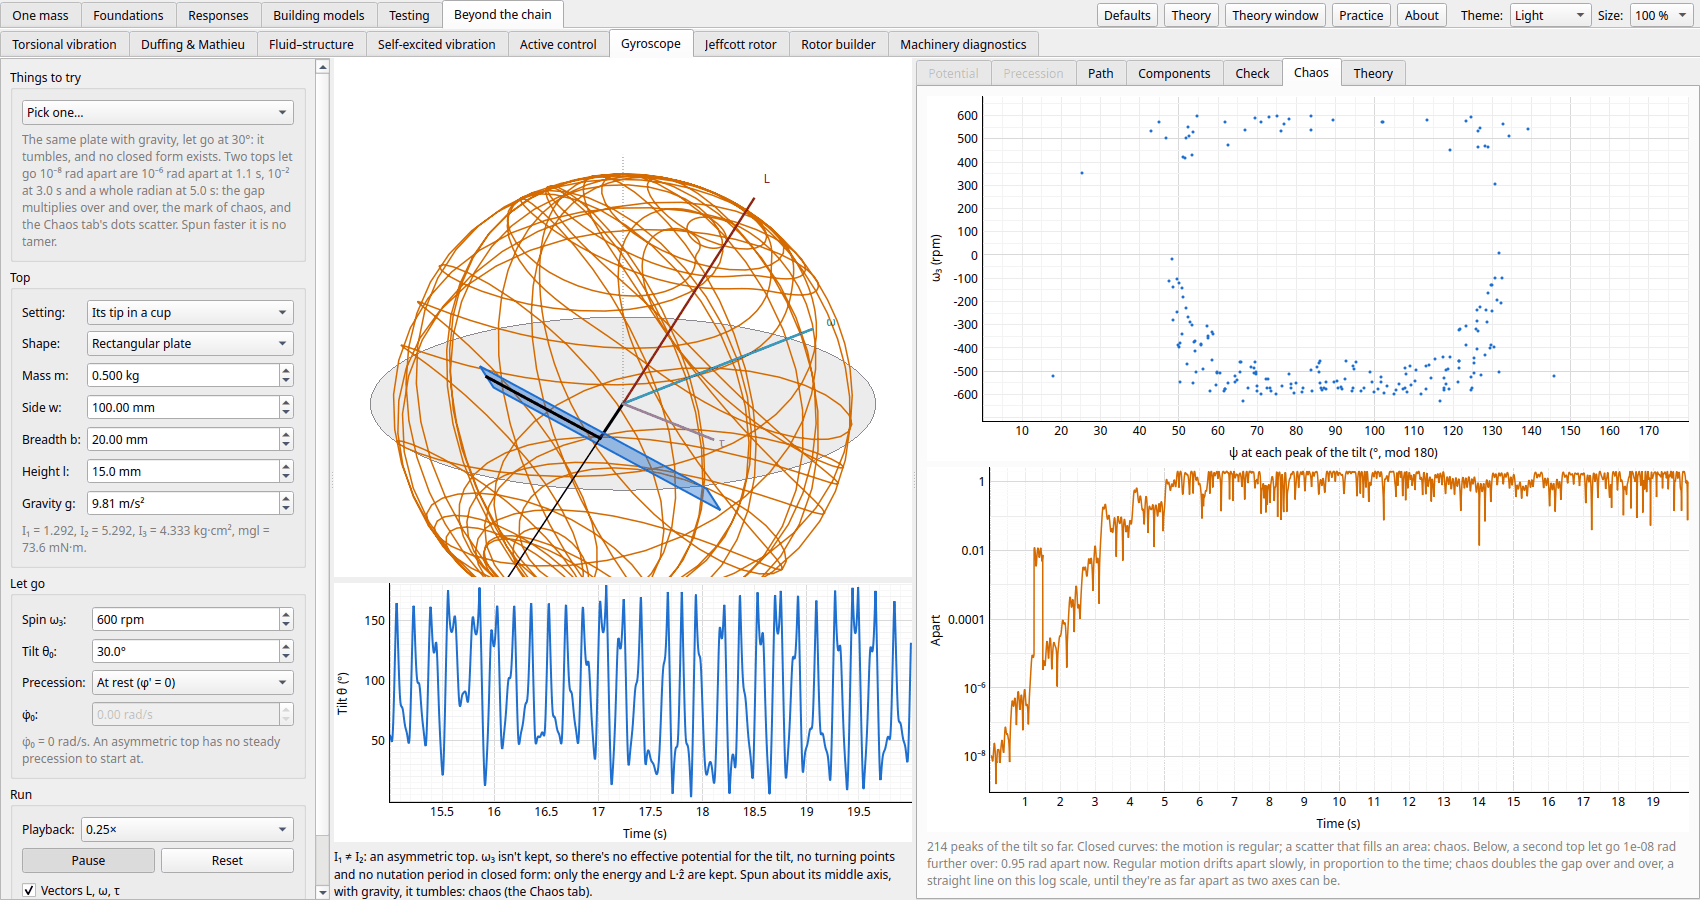 One mass Foundations Responses Building models Testing Beyond the chain Defaults Theory Theory window Practice About Theme: Light Size: 100 %
Torsional vibration Duffing & Mathieu Fluid–structure Self-excited vibration Active control Gyroscope Jeffcott rotor Rotor builder Machinery diagnostics
Things to try
Pick one...
The same plate with gravity, let go at 30°: it
tumbles, and no closed form exists. Two tops let
go 10⁻⁸ rad apart are 10⁻⁶ rad apart at 1.1 s, 10⁻²
at 3.0 s and a whole radian at 5.0 s: the gap
multiplies over and over, the mark of chaos, and
the Chaos tab's dots scatter. Spun faster it is no
tamer.
Top
Setting: Its tip in a cup
Shape: Rectangular plate
Mass m: 0.500 kg
Side w: 100.00 mm
Breadth b: 20.00 mm
Height l: 15.0 mm
Gravity g: 9.81 m/s²
I₁ = 1.292, I₂ = 5.292, I₃ = 4.333 kg·cm², mgl =
73.6 mN·m.
Let go
Spin ω₃: 600 rpm
Tilt θ₀: 30.0°
Precession: At rest (φ' = 0)
φ̇₀: 0.00 rad/s
φ̇₀ = 0 rad/s. An asymmetric top has no steady
precession to start at.
Run
Playback: 0.25×
Pause Reset
Vectors L, ω, τ
L
ω
τ
Tilt θ (°)
150
100
50
15.5 16 16.5 17 17.5 18 18.5 19 19.5
Time (s)
I₁ ≠ I₂: an asymmetric top. ω₃ isn't kept, so there's no effective potential for the tilt, no turning points
and no nutation period in closed form: only the energy and L·ẑ are kept. Spun about its middle axis,
with gravity, it tumbles: chaos (the Chaos tab).
Potential Precession Path Components Check Chaos Theory
ω₃ (rpm)
600
500
400
300
200
100
0
-100
-200
-300
-400
-500
-600
10 20 30 40 50 60 70 80 90 100 110 120 130 140 150 160 170
ψ at each peak of the tilt (°, mod 180)
Apart
1
0.01
0.0001
10⁻⁶
10⁻⁸
1 2 3 4 5 6 7 8 9 10 11 12 13 14 15 16 17 18 19
Time (s)
214 peaks of the tilt so far. Closed curves: the motion is regular; a scatter that fills an area: chaos. Below, a second top let go 1e-08 rad
further over: 0.95 rad apart now. Regular motion drifts apart slowly, in proportion to the time; chaos doubles the gap over and over, a
straight line on this log scale, until they're as far apart as two axes can be.